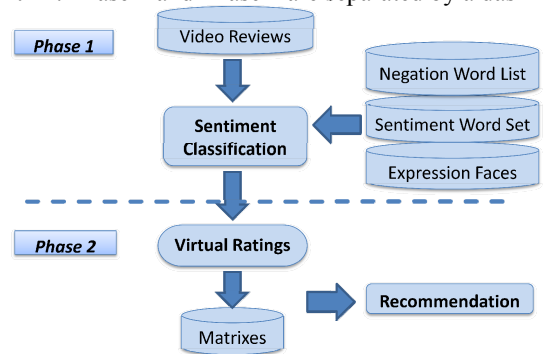 Phase 1
Video Reviews
Negation Word List
Sentiment
Classification
Sentiment Word Set
Expression Faces
Phase 2
Virtual Ratings
Recommendation
Matrixes